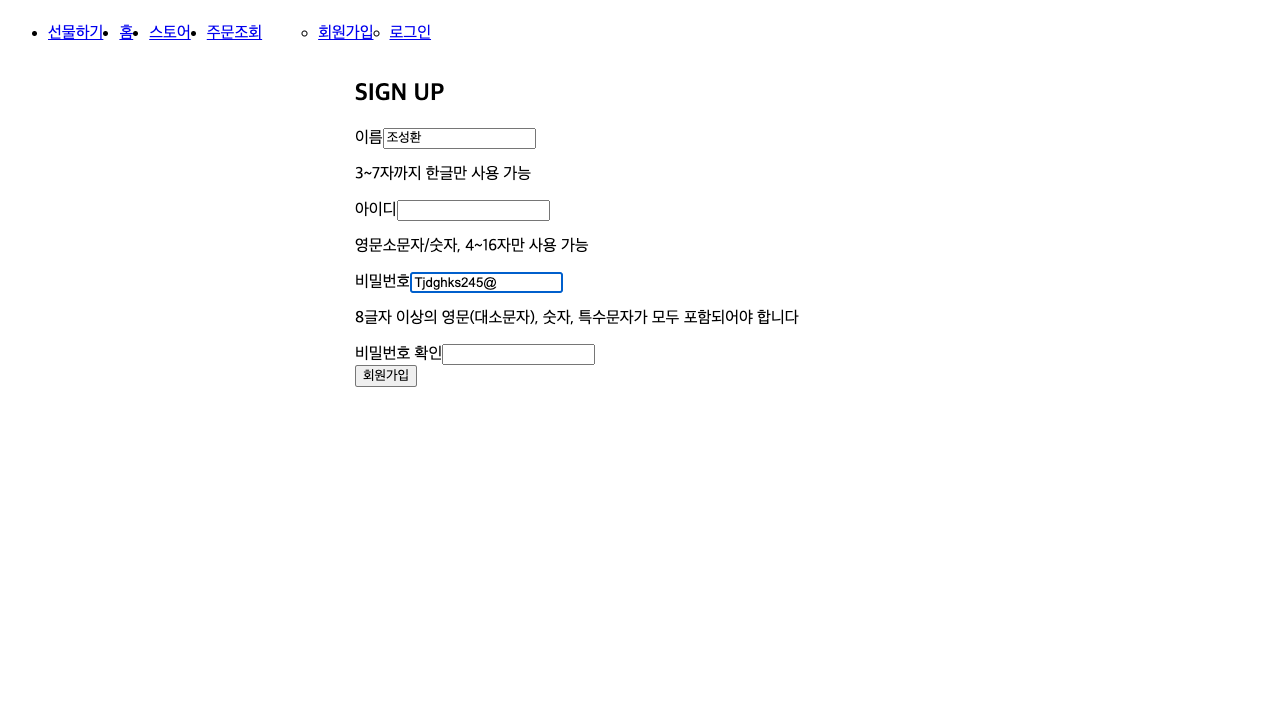 선물하기 홈 스토어 주문조회 회원가입 로그인
SIGN UP
이름 조성환
3~7자까지 한글만 사용 가능
아이디
영문소문자/숫자, 4~16자만 사용 가능
비밀번호 Tjdghks245@
8글자 이상의 영문(대소문자), 숫자, 특수문자가 모두 포함되어야 합니다
비밀번호 확인
회원가입